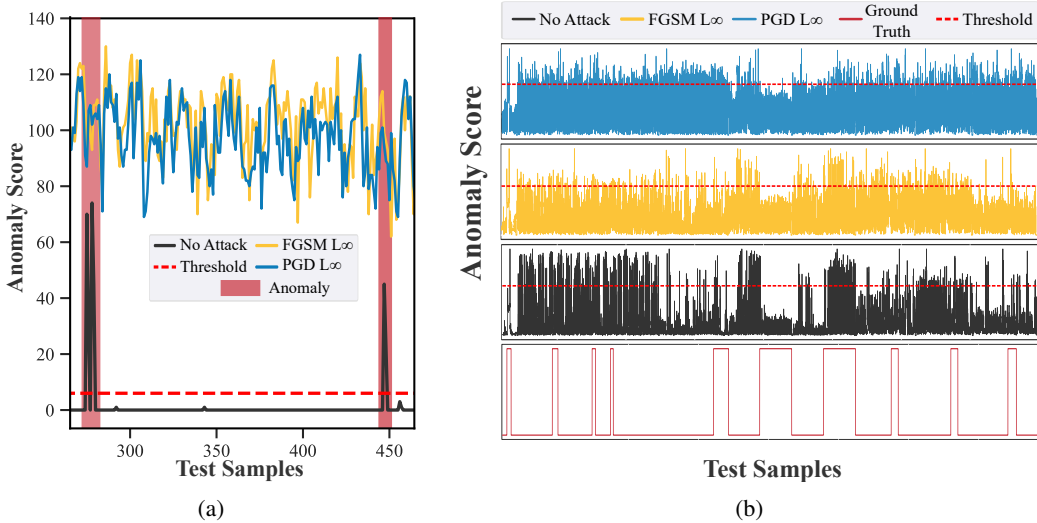 (a)
140
120
100
80
60
40
20
0
Anomaly Score
300
350
400
450
Test Samples
No Attack
FGSM L∞
Threshold
PGD L∞
Anomaly
(a)
No Attack
FGSM L∞
PGD L∞
Ground
Truth
Threshold
(b)
Anomaly Score
Test Samples
(b)